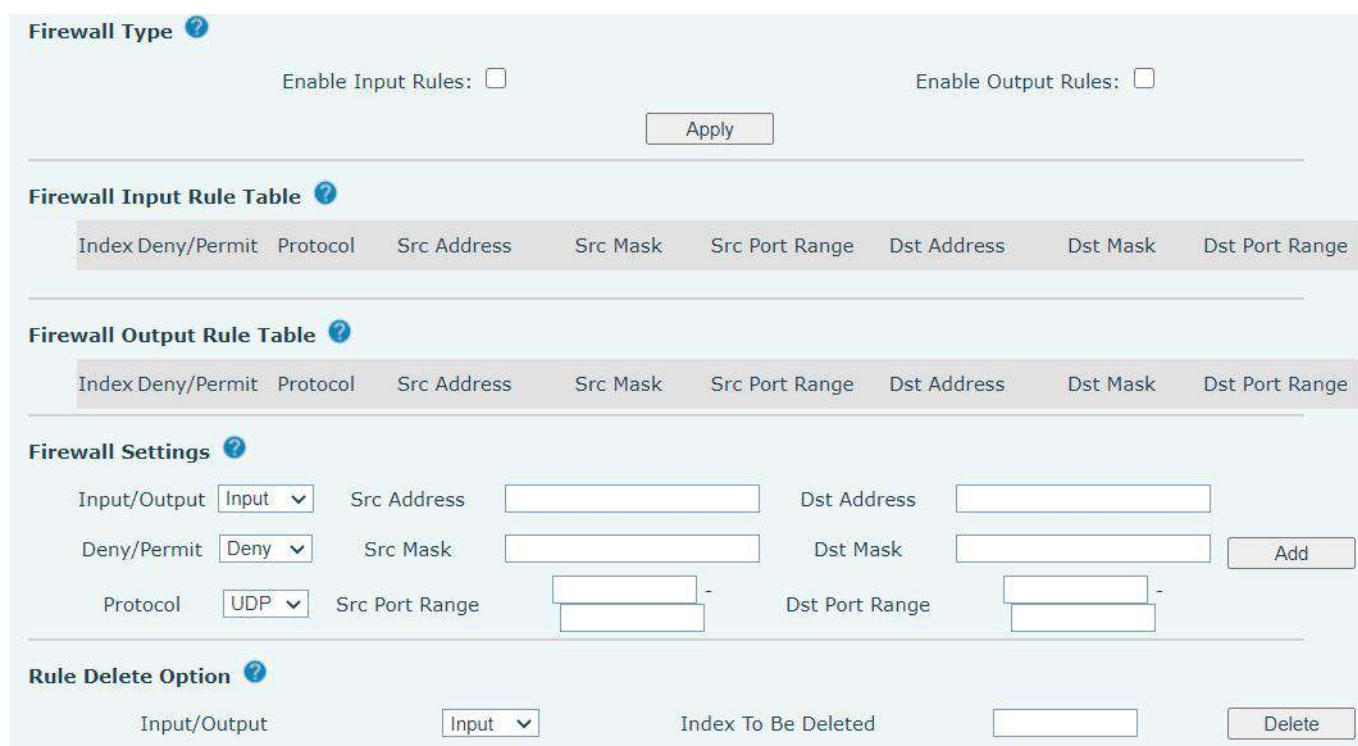 Firewall Type ?
Enable Input Rules: Enable Output Rules:
Apply
Firewall Input Rule Table ?
Index Deny/Permit Protocol Src Address Src Mask Src Port Range Dst Address Dst Mask Dst Port Range
Firewall Output Rule Table ?
Index Deny/Permit Protocol Src Address Src Mask Src Port Range Dst Address Dst Mask Dst Port Range
Firewall Settings ?
Input/Output Input Src Address Dst Address
Deny/Permit Deny Src Mask Dst Mask Add
Protocol UDP Src Port Range - Dst Port Range -
Rule Delete Option ?
Input/Output Input Index To Be Deleted Delete